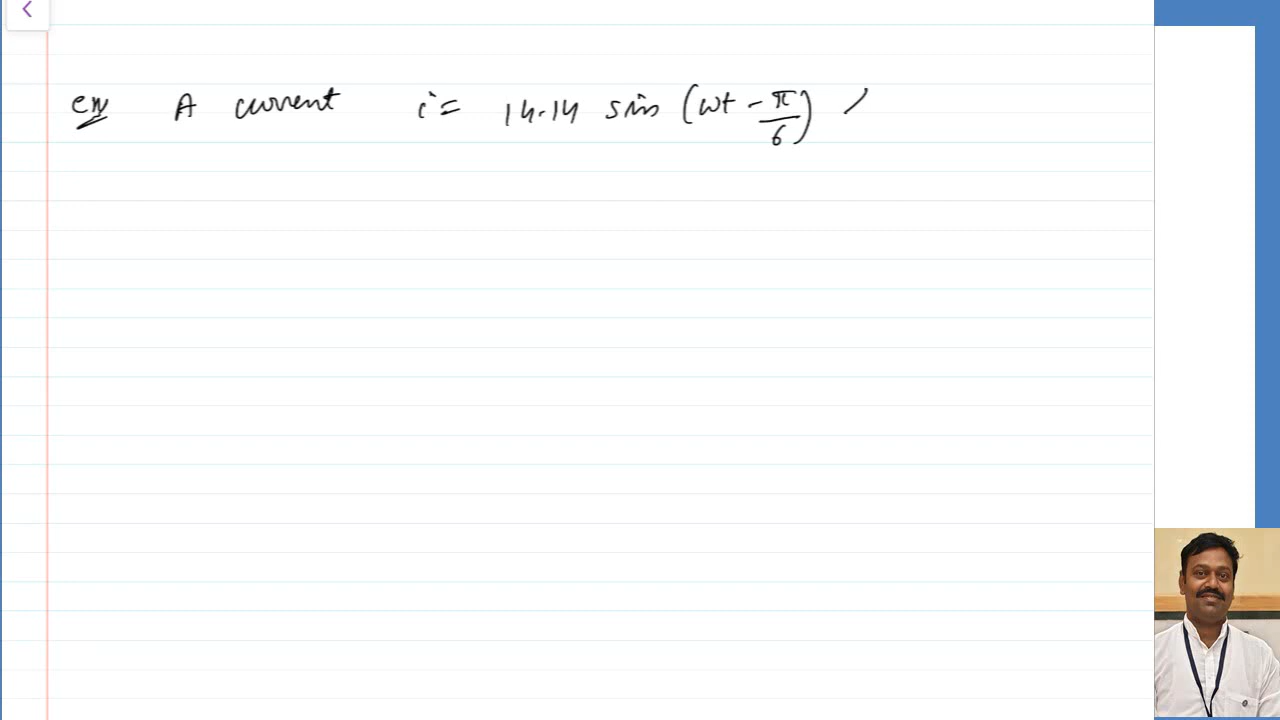 ex A current i = 14.14 sin (ωt - π/6)